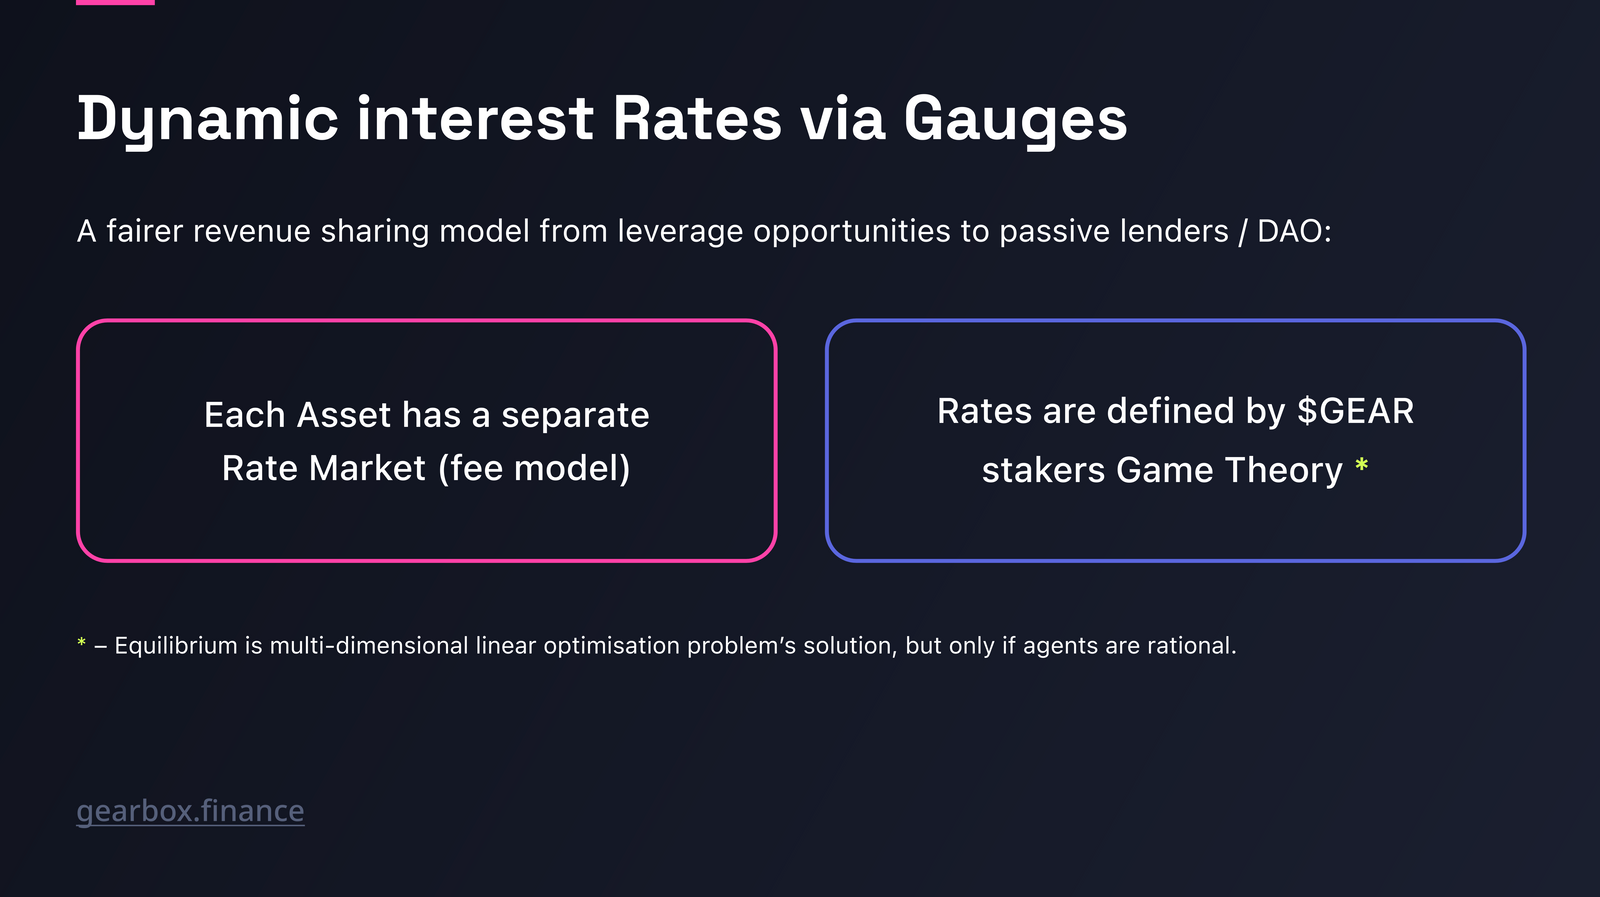 Dynamic interest Rates via Gauges
A fairer revenue sharing model from leverage opportunities to passive lenders / DAO:
Each Asset has a separate
Rate Market (fee model)
Rates are defined by $GEAR
stakers Game Theory *
* – Equilibrium is multi-dimensional linear optimisation problem’s solution, but only if agents are rational.
gearbox.finance